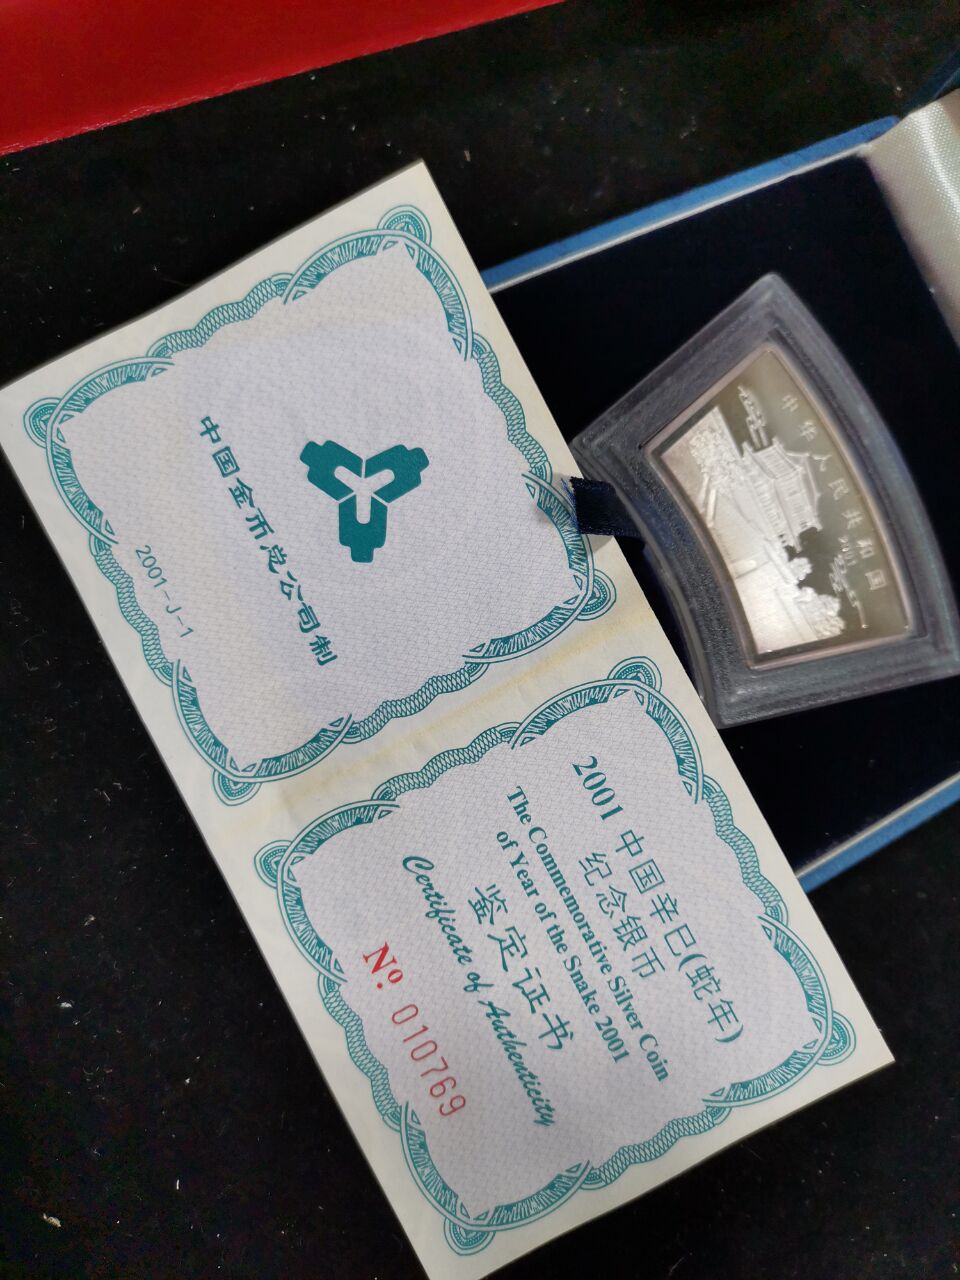 中国金币总公司制
2001-J-1
2001 中国辛巳(蛇年)
纪念银币
The Commemorative Silver Coin
of Year of the Snake 2001
鉴定证书
Certificate of Authenticity
No. 010769
中华人民共和国
2001